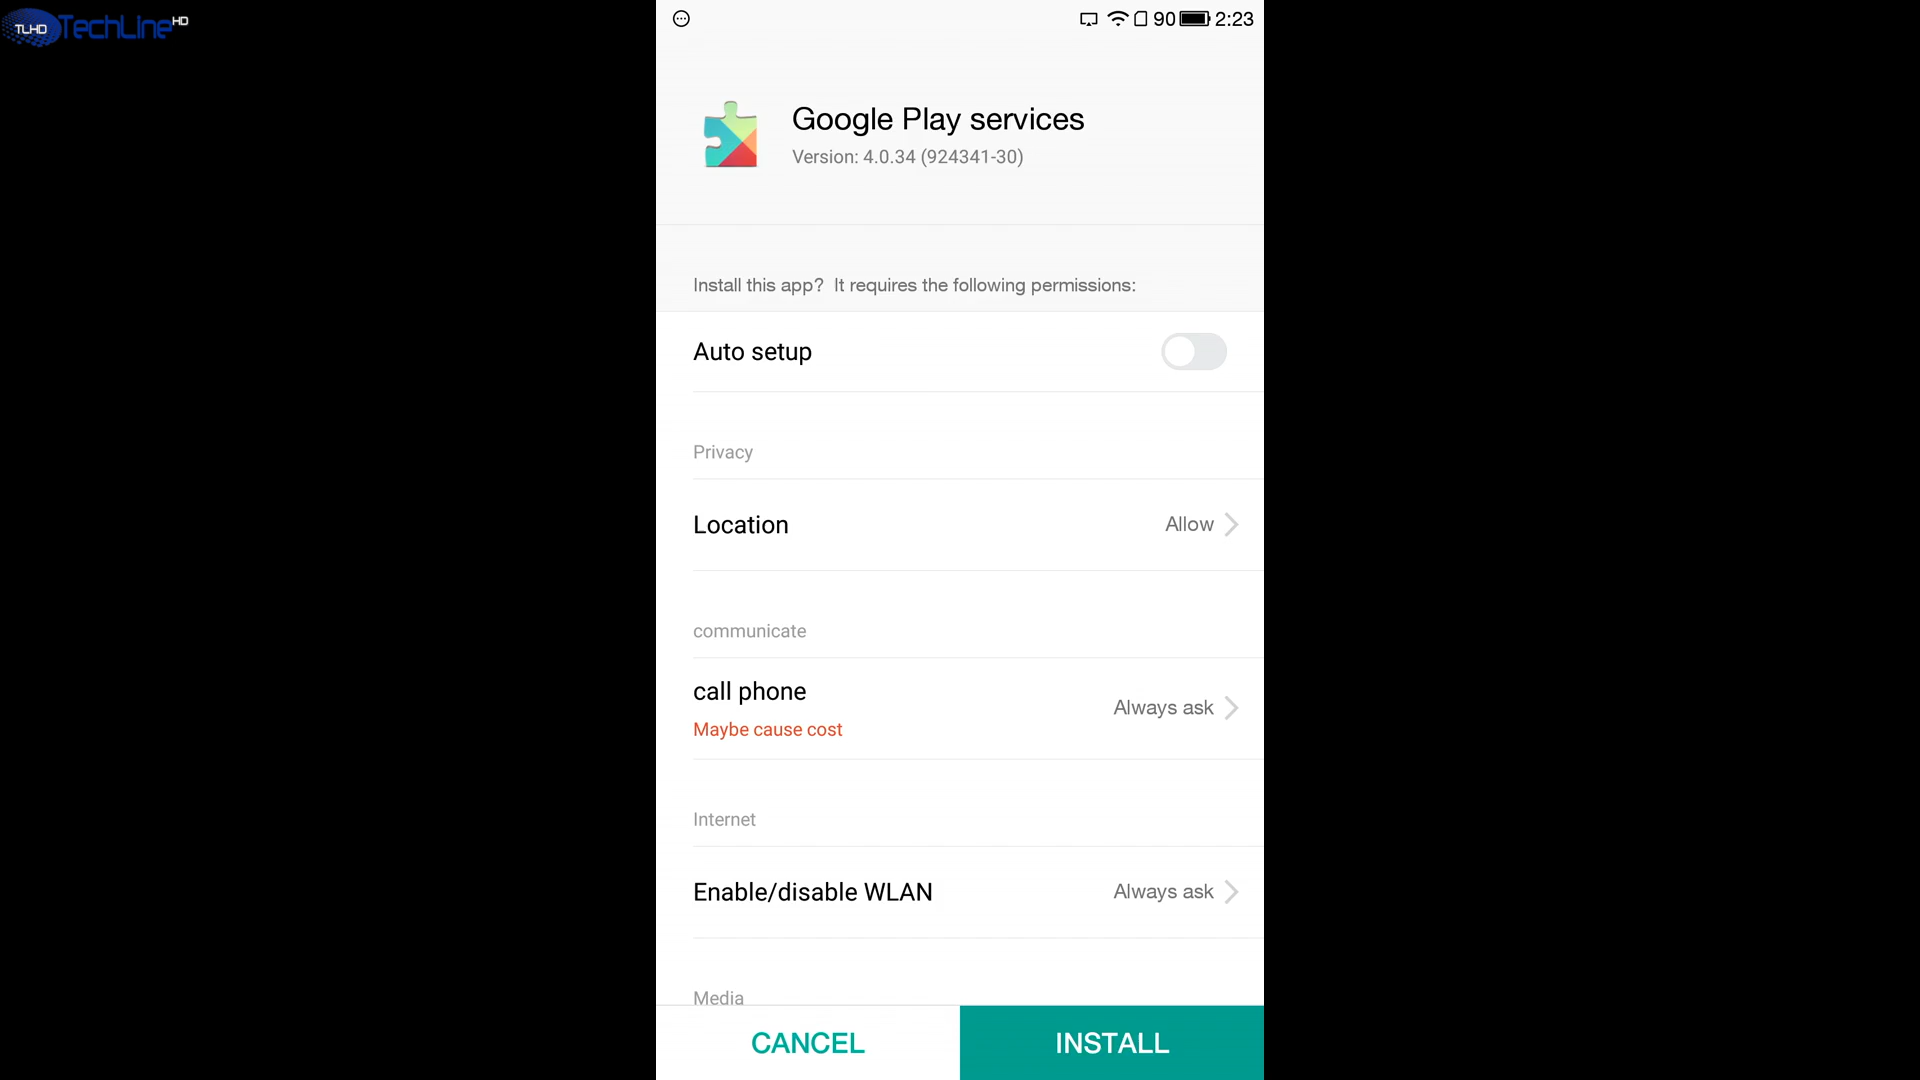 TLHD TechLine HD
90 2:23
Google Play services
Version: 4.0.34 (924341-30)
Install this app? It requires the following permissions:
Auto setup
Privacy
Location Allow
communicate
call phone
Always ask
Maybe cause cost
Internet
Enable/disable WLAN Always ask
Media
CANCEL INSTALL